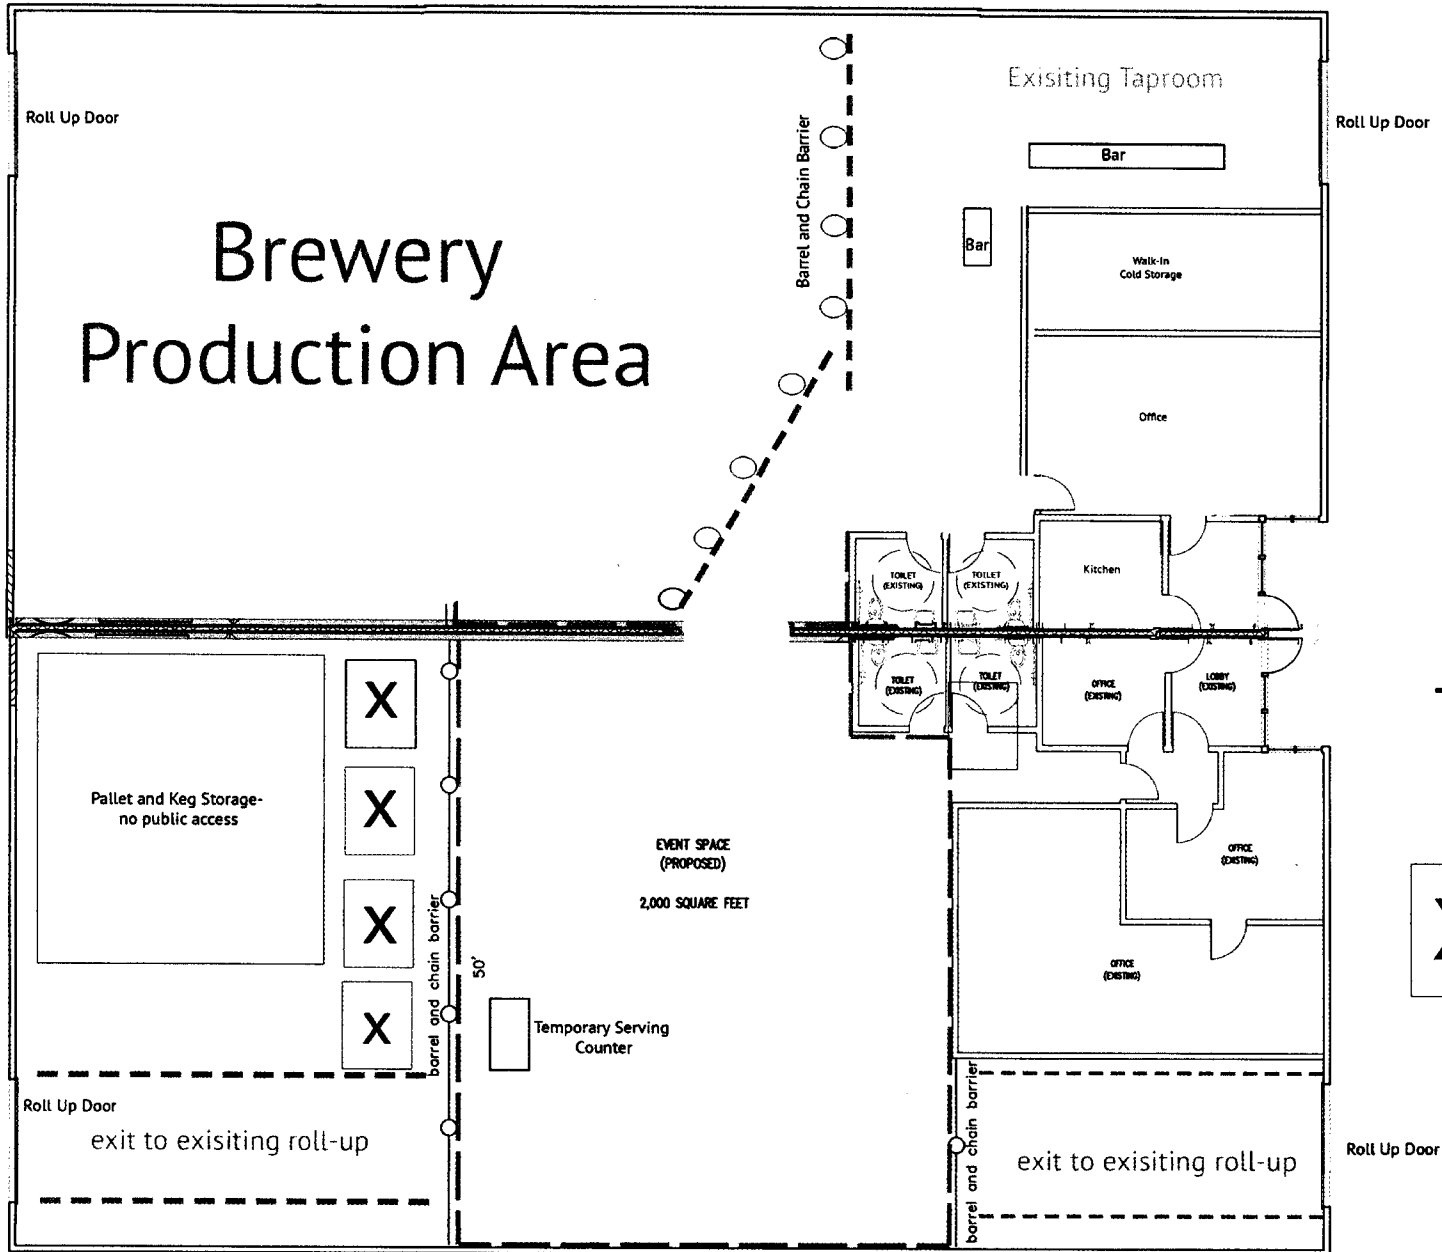 Exisiting Taproom
Roll Up Door
Roll Up Door
Barrel and Chain Barrier
Bar
Bar
Brewery
Production Area
Walk-In
Cold Storage
Office
TOILET
(EXISTING)
TOILET
(EXISTING)
Kitchen
TOILET
(EXISTING)
TOILET
(EXISTING)
OFFICE
(EXISTING)
LOBBY
(EXISTING)
X
X
X
X
Pallet and Keg Storage-
no public access
EVENT SPACE
(PROPOSED)
2,000 SQUARE FEET
OFFICE
(EXISTING)
OFFICE
(EXISTING)
barrel and chain barrier
50'
Temporary Serving
Counter
Roll Up Door
exit to exisiting roll-up
barrel and chain barrier
exit to exisiting roll-up
Roll Up Door